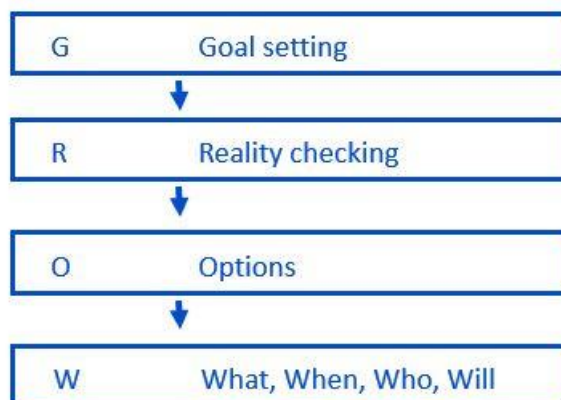 G Goal setting
R Reality checking
O Options
W What, When, Who, Will